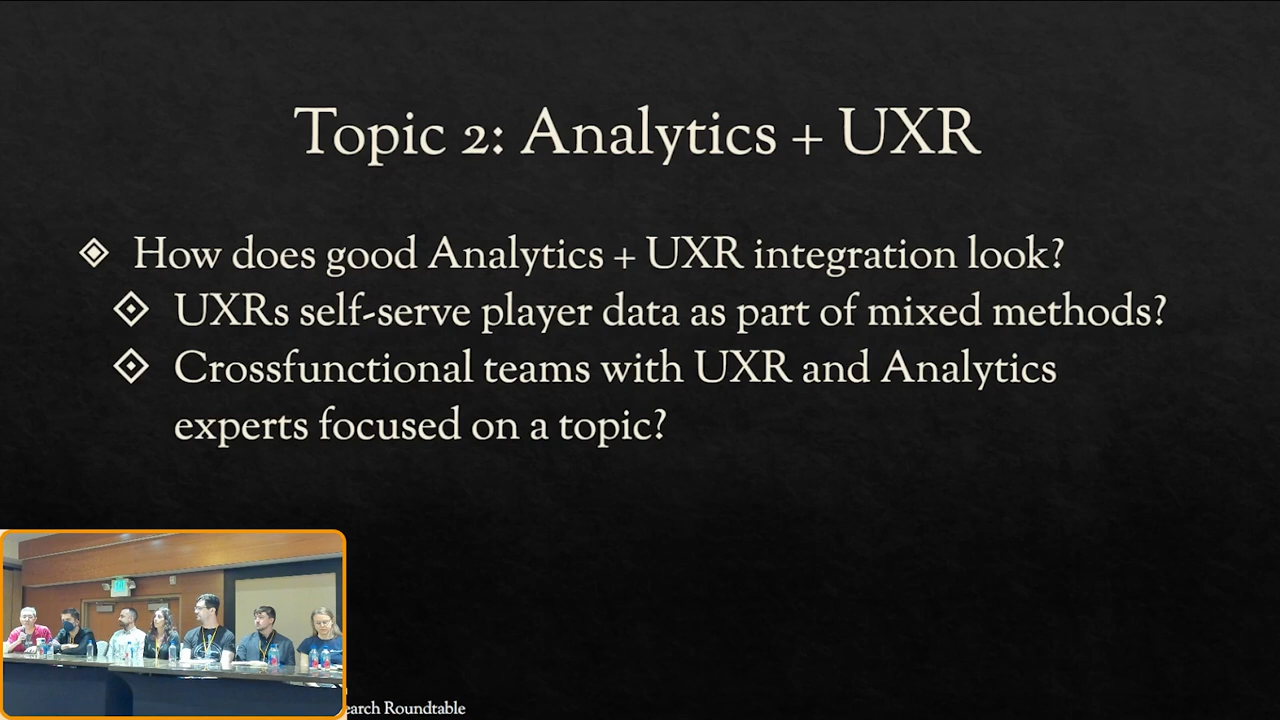 Topic 2: Analytics + UXR
How does good Analytics + UXR integration look?
UXRs self-serve player data as part of mixed methods?
Crossfunctional teams with UXR and Analytics
experts focused on a topic?
Roundtable